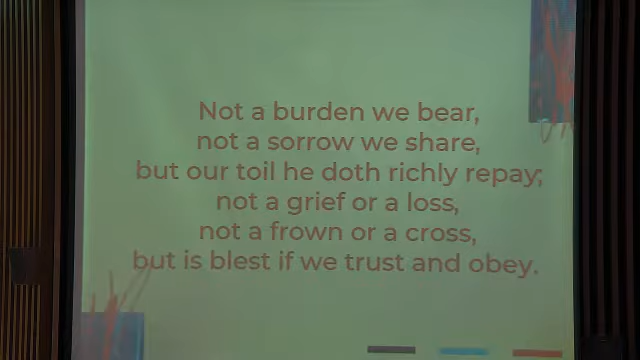 Not a burden we bear,
not a sorrow we share,
but our toil he doth richly repay;
not a grief or a loss,
not a frown or a cross,
but is blest if we trust and obey.